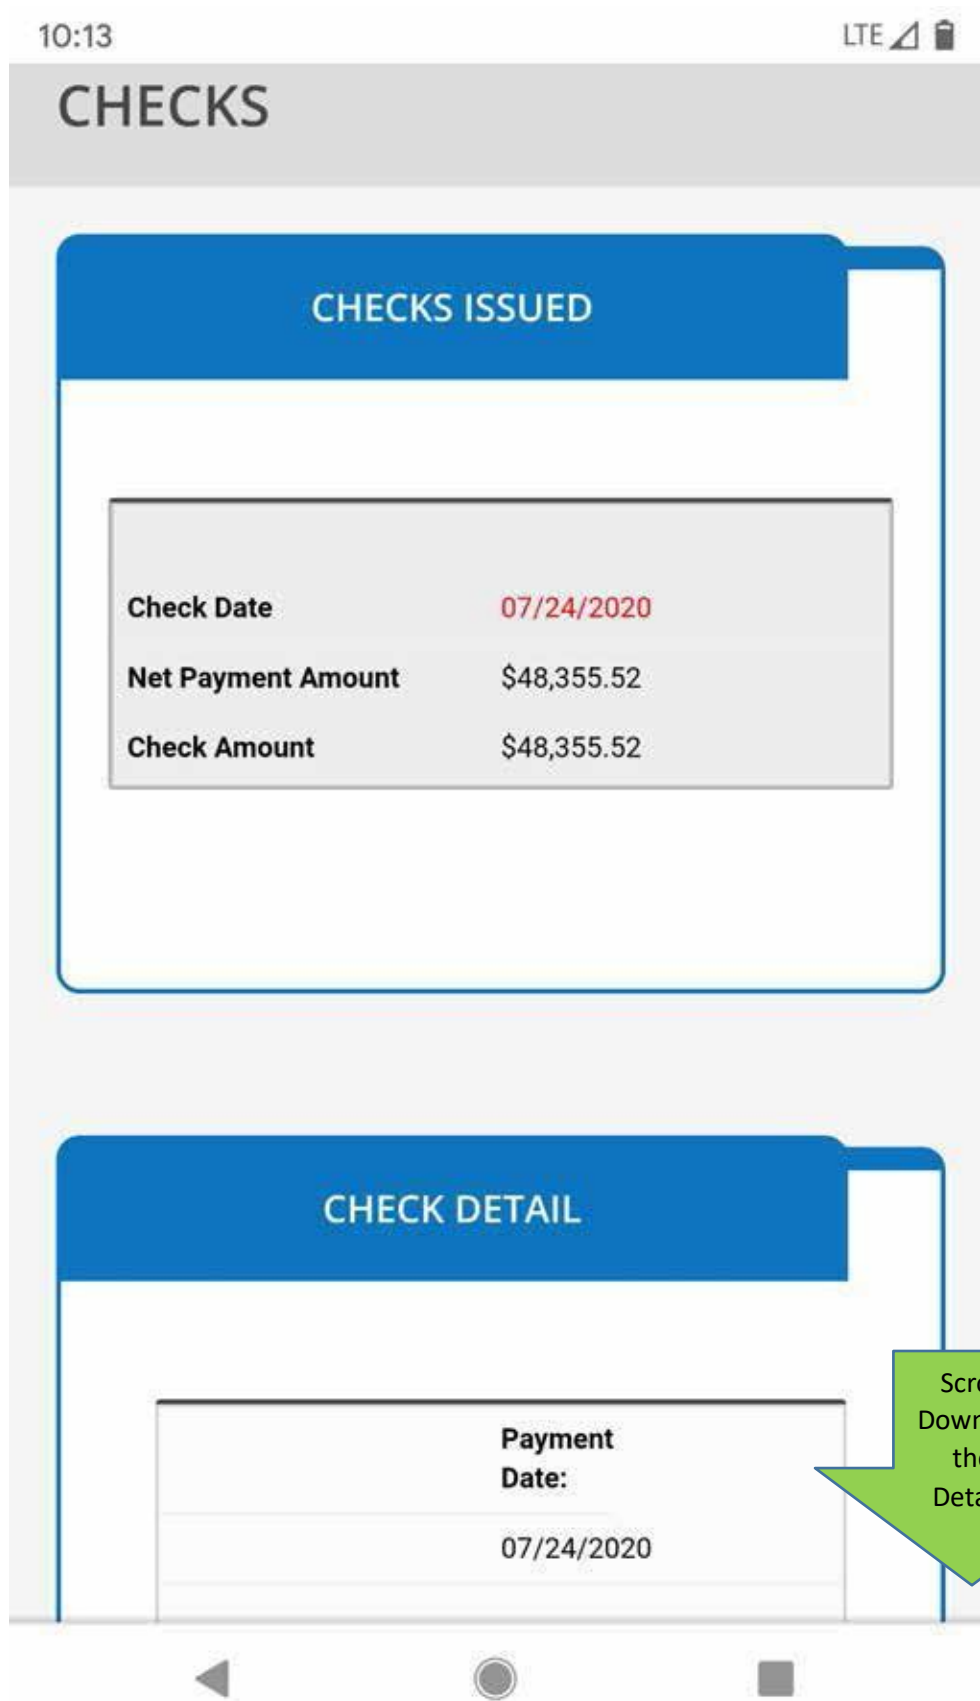 10:13 LTE
CHECKS
CHECKS ISSUED
Check Date 07/24/2020
Net Payment Amount $48,355.52
Check Amount $48,355.52
CHECK DETAIL
Payment
Date:
07/24/2020